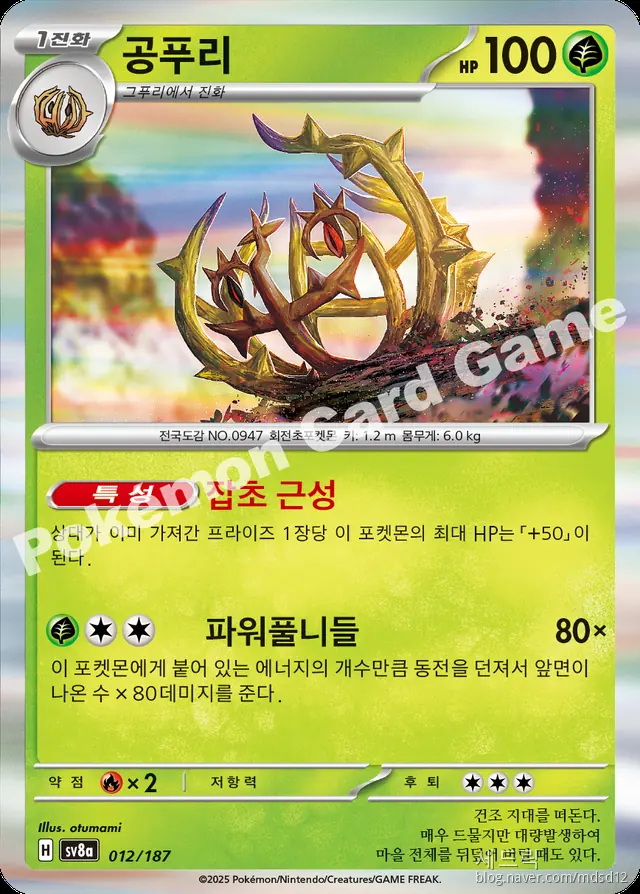 1진화
공푸리
HP 100
그푸리에서 진화
Pokémon Card Game
전국도감 NO.0947 회전초포켓몬 키: 1.2 m 몸무게: 6.0 kg
특성 잡초 근성
상대가 이미 가져간 프라이즈 1장당 이 포켓몬의 최대 HP는 「+50」이
된다.
파워풀니들 80×
이 포켓몬에게 붙어 있는 에너지의 개수만큼 동전을 던져서 앞면이
나온 수 × 80데미지를 준다.
약점 ×2 저항력 후퇴
건조 지대를 떠돈다.
매우 드물지만 대량발생하여
마을 전체를 뒤덮어 버릴 때도 있다.
Illus. otumami
H sv8a 012/187
세드릭
blog.naver.com/mdsd12
©2025 Pokémon/Nintendo/Creatures/GAME FREAK.